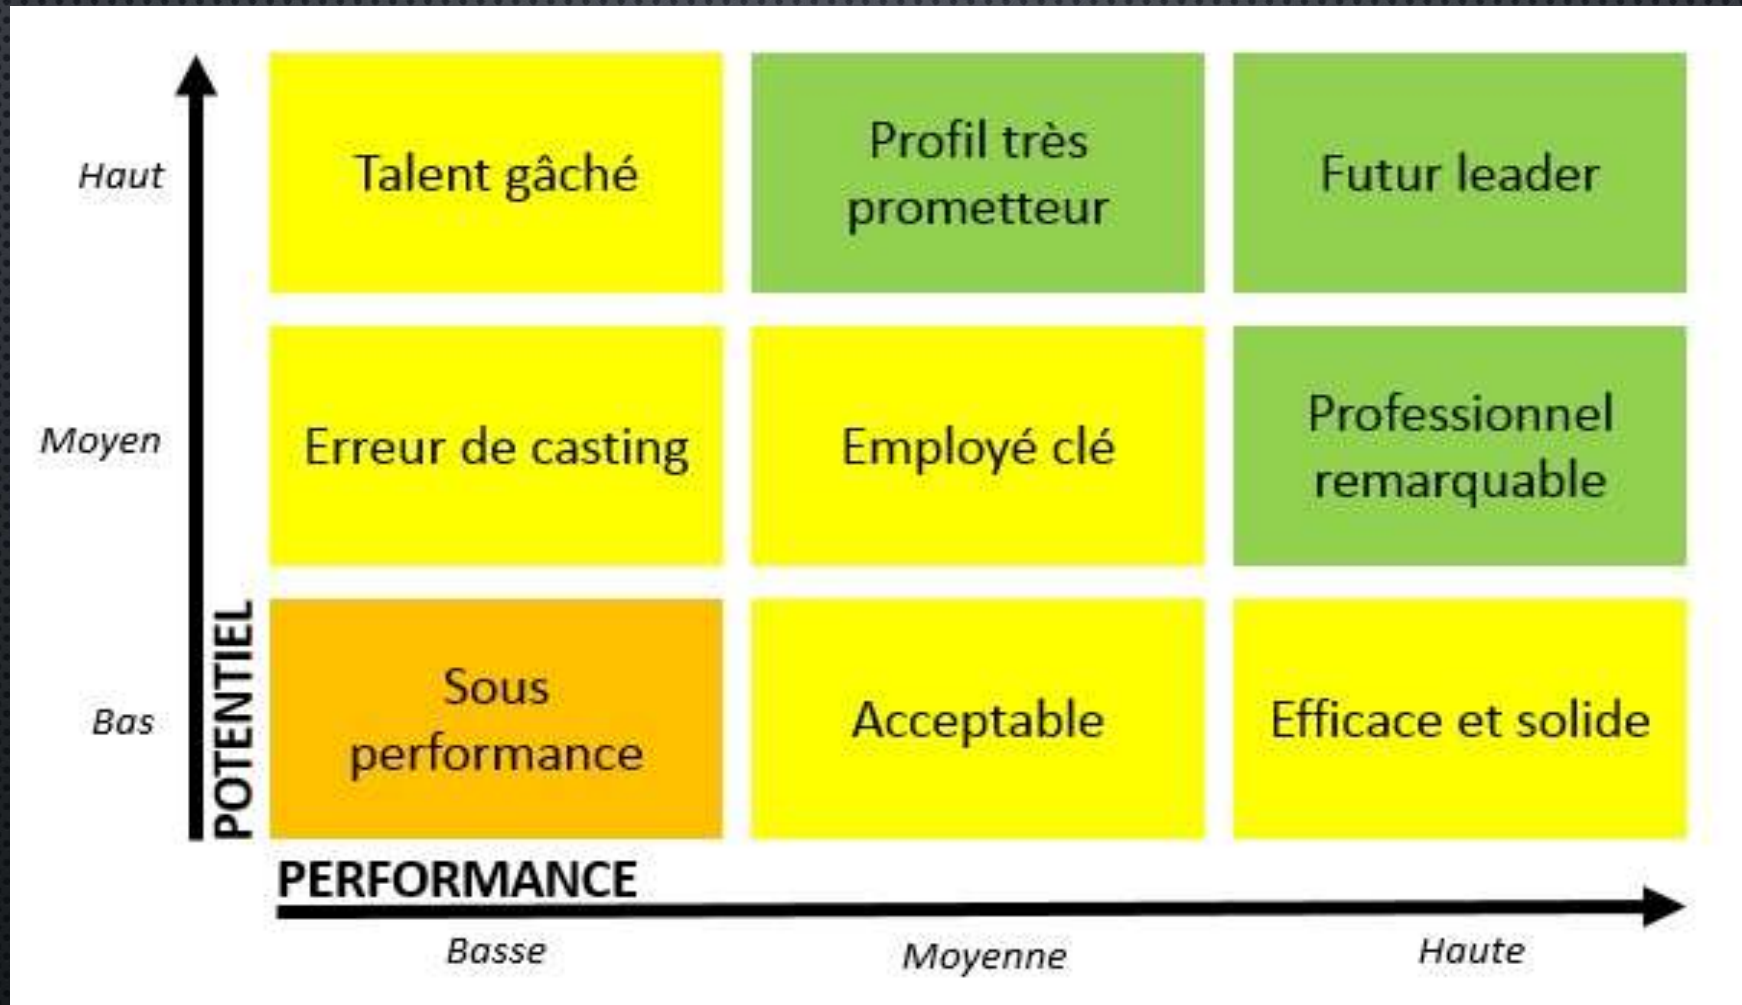 Haut
Talent gâché
Profil très
prometteur
Futur leader
Moyen
Erreur de casting
Employé clé
Professionnel
remarquable
Bas
POTENTIEL
Sous
performance
Acceptable
Efficace et solide
PERFORMANCE
Basse
Moyenne
Haute